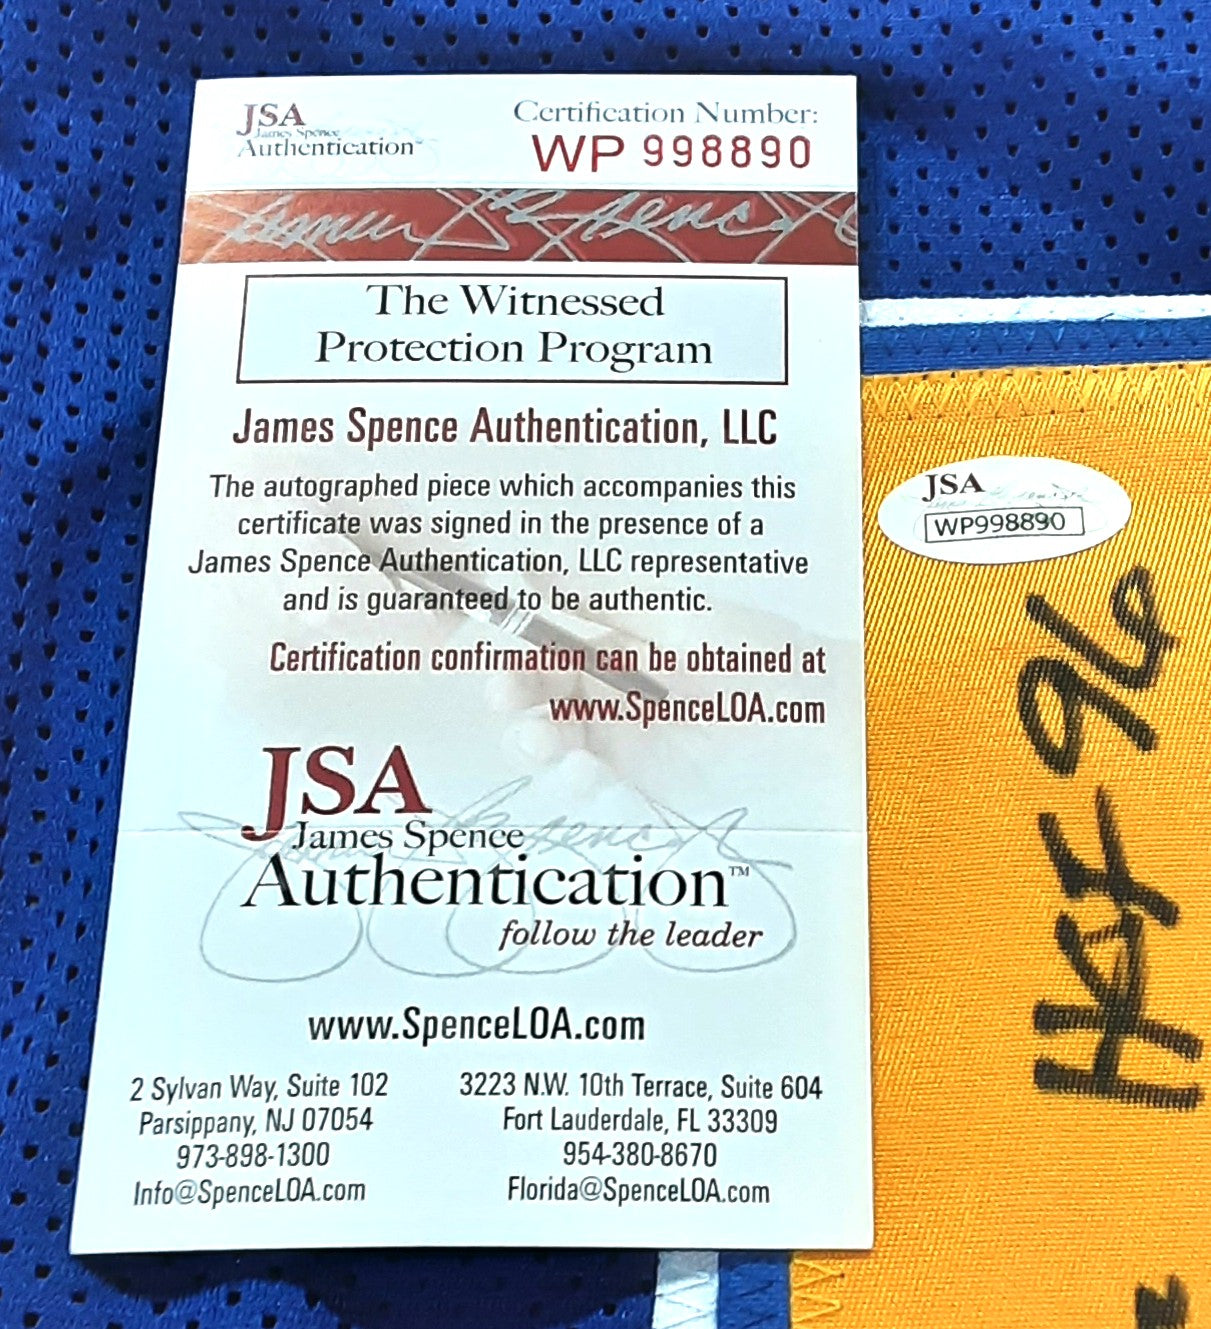 JSA
James Spence
Authentication
Certification Number:
WP 998890
James Spence
The Witnessed
Protection Program
James Spence Authentication, LLC
The autographed piece which accompanies this
certificate was signed in the presence of a
James Spence Authentication, LLC representative
and is guaranteed to be authentic.
Certification confirmation can be obtained at
www.SpenceLOA.com
JSA
James Spence
Authentication™
follow the leader
www.SpenceLOA.com
2 Sylvan Way, Suite 102
Parsippany, NJ 07054
973-898-1300
Info@SpenceLOA.com
3223 N.W. 10th Terrace, Suite 604
Fort Lauderdale, FL 33309
954-380-8670
Florida@SpenceLOA.com
JSA
WP998890
HOF 96